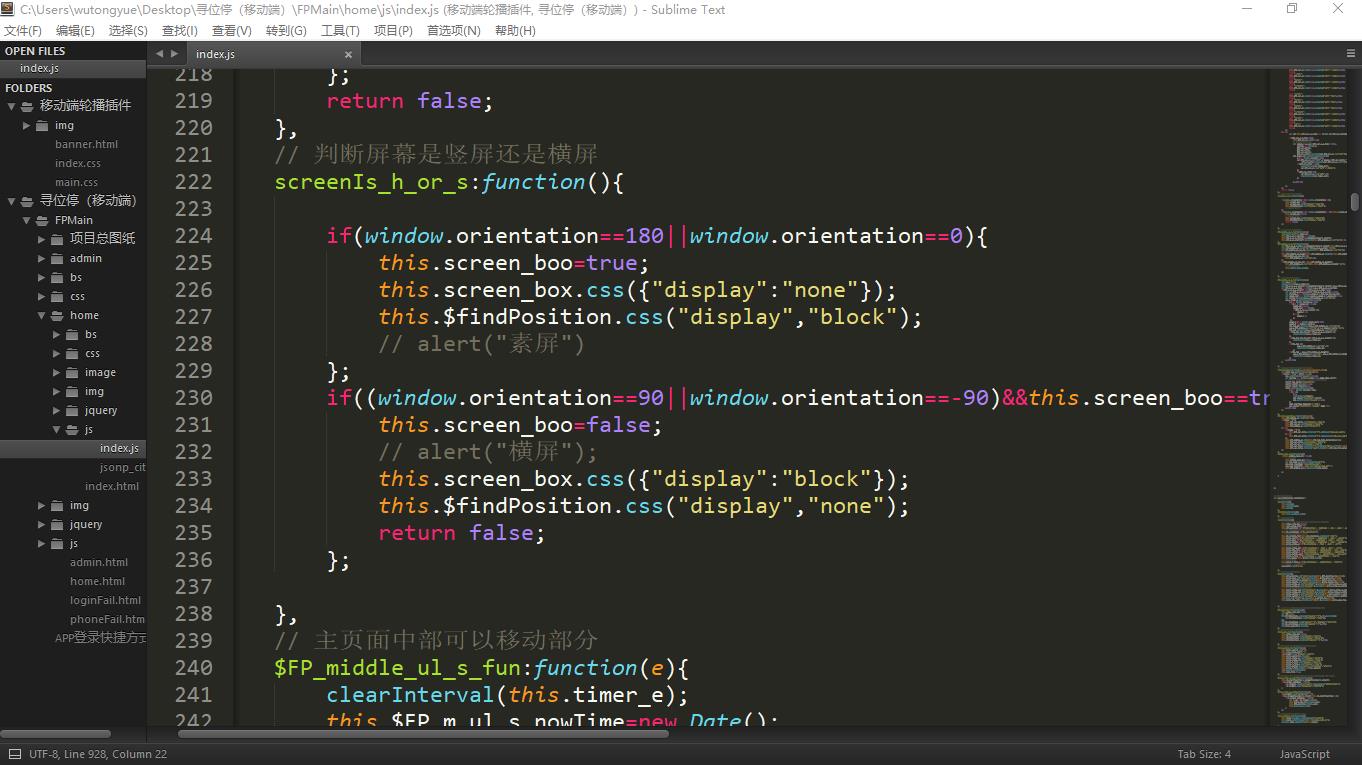 C:\Users\wutongyue\Desktop\寻位停（移动端）\FPMain\home\js\index.js (移动端轮播插件, 寻位停（移动端）) - Sublime Text
文件(F) 编辑(E) 选择(S) 查找(I) 查看(V) 转到(G) 工具(T) 项目(P) 首选项(N) 帮助(H)
OPEN FILES
index.js
FOLDERS
移动端轮播插件
img
banner.html
index.css
main.css
寻位停（移动端）
FPMain
项目总图纸
admin
bs
css
home
bs
css
image
img
jquery
js
index.js
jsonp_cit
index.html
img
jquery
js
admin.html
home.html
loginFail.html
phoneFail.htm
APP登录快捷方式
index.js
218 };
219 return false;
220 },
221 // 判断屏幕是竖屏还是横屏
222 screenIs_h_or_s:function(){
223
224 if(window.orientation==180||window.orientation==0){
225 this.screen_boo=true;
226 this.screen_box.css({"display":"none"});
227 this.$findPosition.css("display","block");
228 // alert("素屏")
229 };
230 if((window.orientation==90||window.orientation==-90)&&this.screen_boo==tr
231 this.screen_boo=false;
232 // alert("横屏");
233 this.screen_box.css({"display":"block"});
234 this.$findPosition.css("display","none");
235 return false;
236 };
237
238 },
239 // 主页面中部可以移动部分
240 $FP_middle_ul_s_fun:function(e){
241 clearInterval(this.timer_e);
242 this.$FP_m_ul_s_nowTime=new Date();
UTF-8, Line 928, Column 22 Tab Size: 4 JavaScript